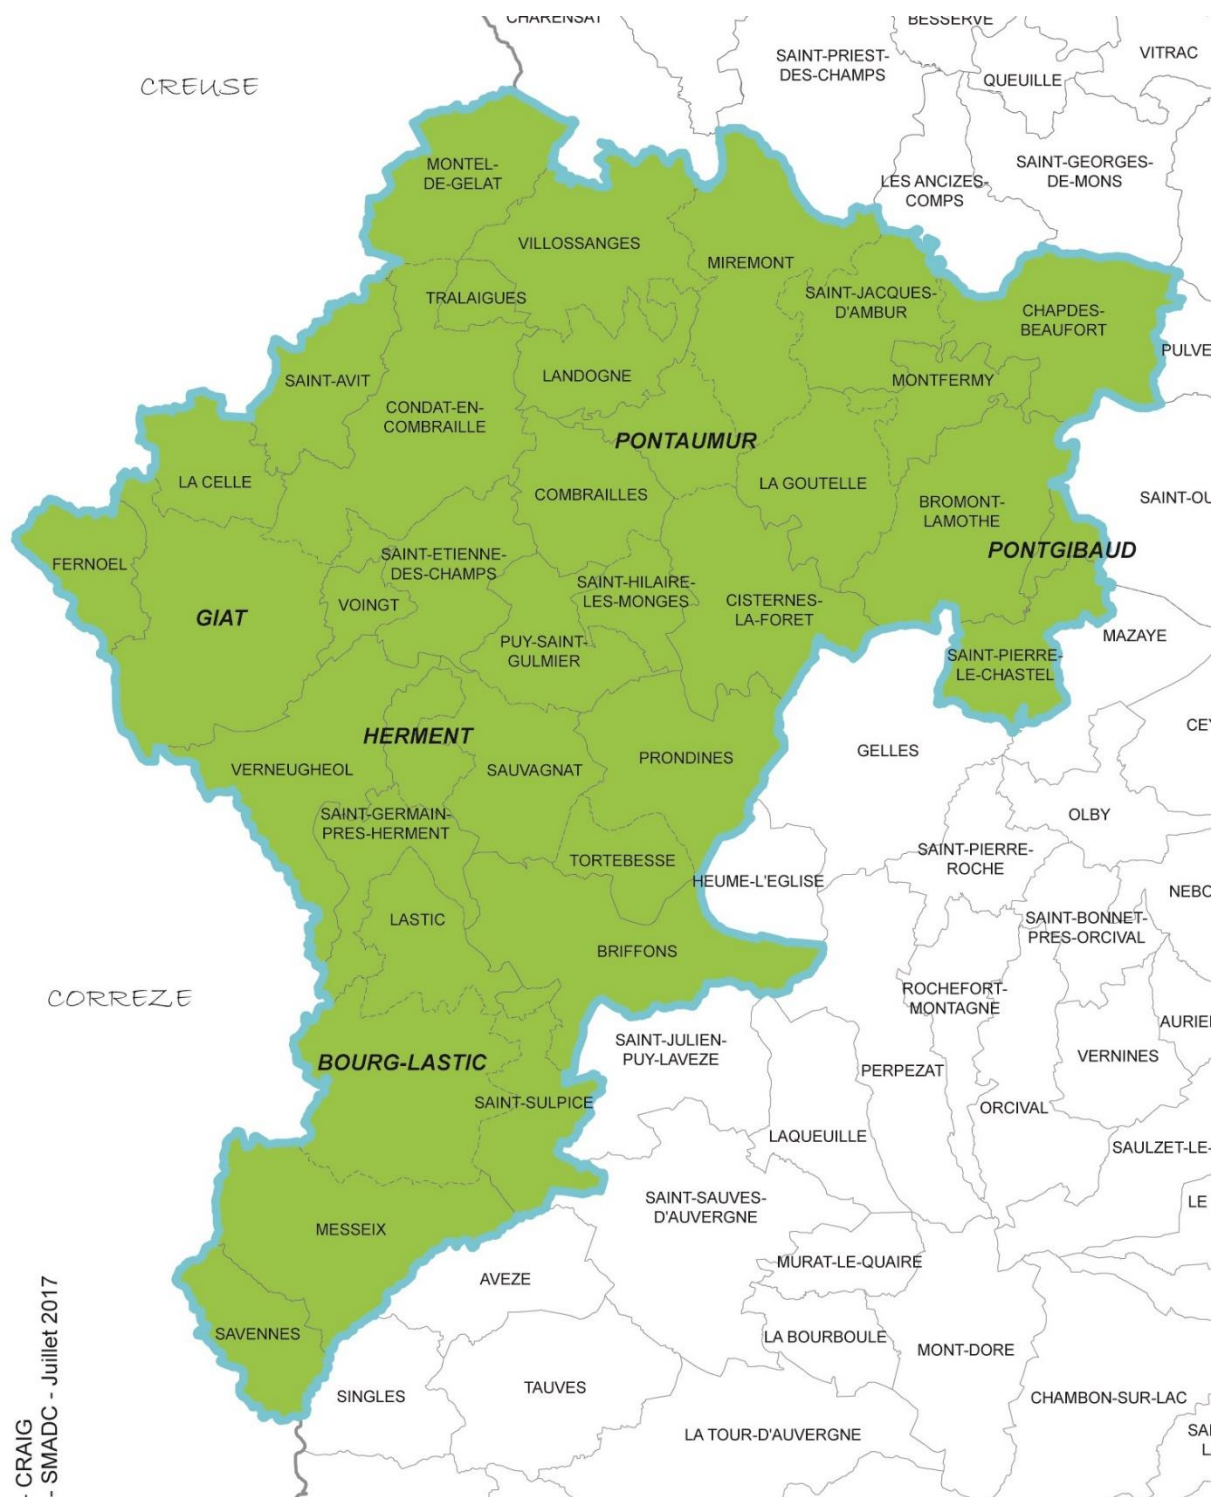 CHARENSAT
BESSERVE
SAINT-PRIEST-
DES-CHAMPS
VITRAC
QUEUILLE
CREUSE
MONTEL-
DE-GELAT
SAINT-GEORGES-
DE-MONS
LES ANCIZES-
COMPS
VILLOSSANGES
MIREMONT
TRALAIGUES
SAINT-JACQUES-
D'AMBUR
CHAPDES-
BEAUFORT
PULVE
SAINT-AVIT
LANDOGNE
MONTFERMY
CONDAT-EN-
COMBRAILLE
PONTAUMUR
LA CELLE
COMBRAILLES
LA GOUTELLE
BROMONT-
LAMOTHE
SAINT-OU
PONTGIBAUD
FERNOEL
SAINT-ETIENNE-
DES-CHAMPS
SAINT-HILAIRE-
LES-MONGES
GIAT
VOINGT
CISTERNES-
LA-FORET
MAZAYE
PUY-SAINT-
GULMIER
SAINT-PIERRE-
LE-CHASTEL
CEY
HERMENT
GELLES
VERNEUGHEOL
SAUVAGNAT
PRONDINES
SAINT-GERMAIN-
PRES-HERMENT
OLBY
SAINT-PIERRE-
ROCHE
TORTEBESSE
HEUME-L'EGLISE
NEBO
LASTIC
SAINT-BONNET-
PRES-ORCIVAL
BRIFFONS
CORREZE
ROCHEFORT-
MONTAGNE
AURIE
SAINT-JULIEN-
PUY-LAVEZE
VERNINES
BOURG-LASTIC
PERPEZAT
SAINT-SULPICE
ORCIVAL
LAQUEUILLE
SAULZET-LE-
SAINT-SAUVES-
D'AUVERGNE
LE
MESSEIX
MURAT-LE-QUAIRE
AVEZE
SAVENNES
LA BOURBOULE
MONT-DORE
SINGLES
TAUVES
CHAMBON-SUR-LAC
LA TOUR-D'AUVERGNE
SAI
L
- CRAIG
- SMADC - Juillet 2017